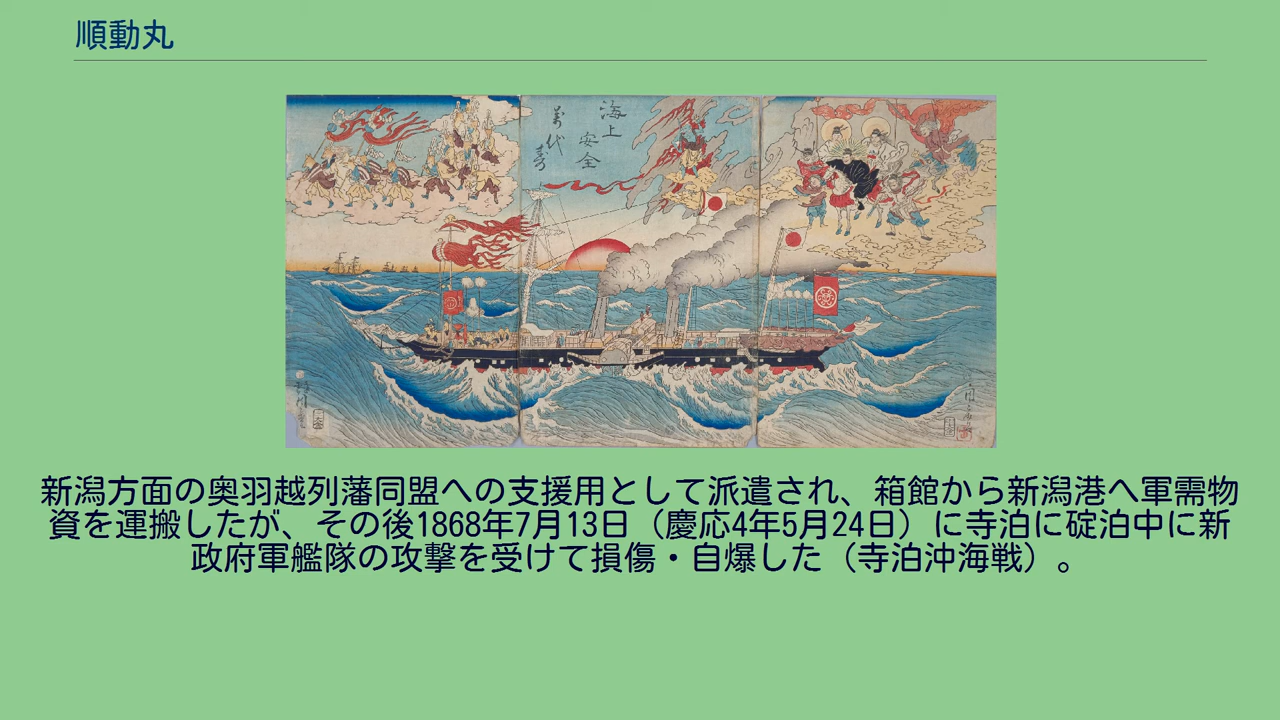 順動丸
海上
安全
萬代
寿
新潟方面の奥羽越列藩同盟への支援用として派遣され、箱館から新潟港へ軍需物
資を運搬したが、その後1868年7月13日（慶応4年5月24日）に寺泊に碇泊中に新
政府軍艦隊の攻撃を受けて損傷・自爆した（寺泊沖海戦）。